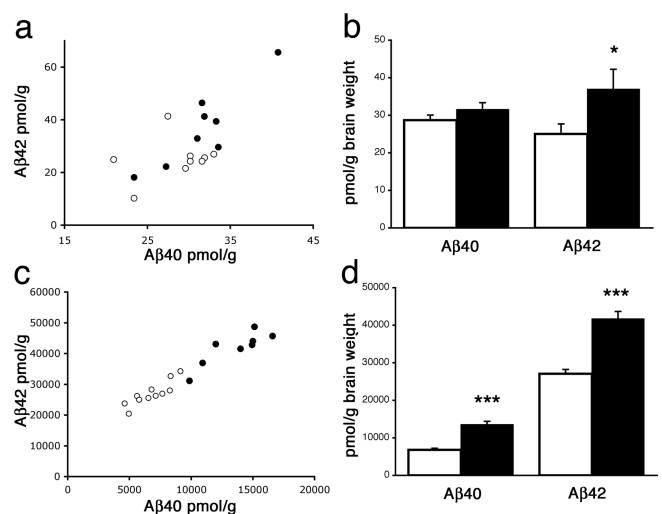 a
Aβ42 pmol/g
60
40
20
0
15
25
35
45
Aβ40 pmol/g
b
pmol/g brain weight
50
40
30
20
10
0
*
Aβ40
Aβ42
c
Aβ42 pmol/g
60000
50000
40000
30000
20000
10000
0
0
5000
10000
15000
20000
Aβ40 pmol/g
d
pmol/g brain weight
50000
40000
30000
20000
10000
0
***
***
Aβ40
Aβ42